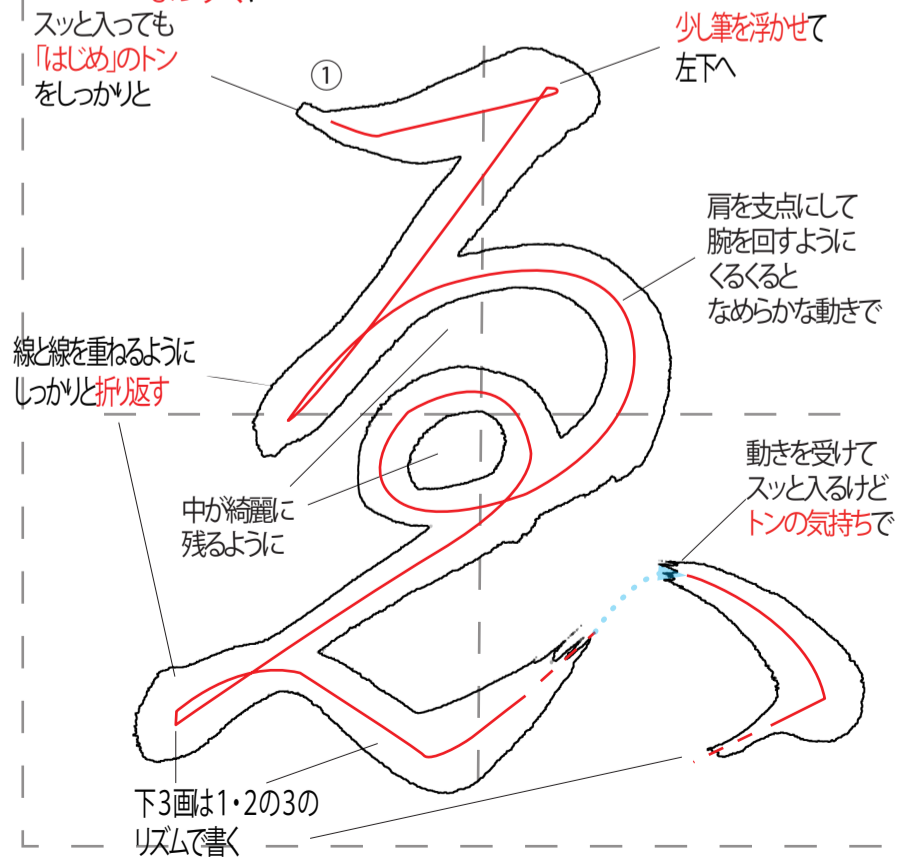 スッと入っても
「はじめ」のトン
をしっかりと
①
少し筆を浮かせて
左下へ
肩を支点にして
腕を回すように
くるくると
なめらかな動きで
線と線を重ねるように
しっかりと折り返す
中が綺麗に
残るように
動きを受けて
スッと入るけど
トンの気持ちで
下3画は1・2の3の
リズムで書く